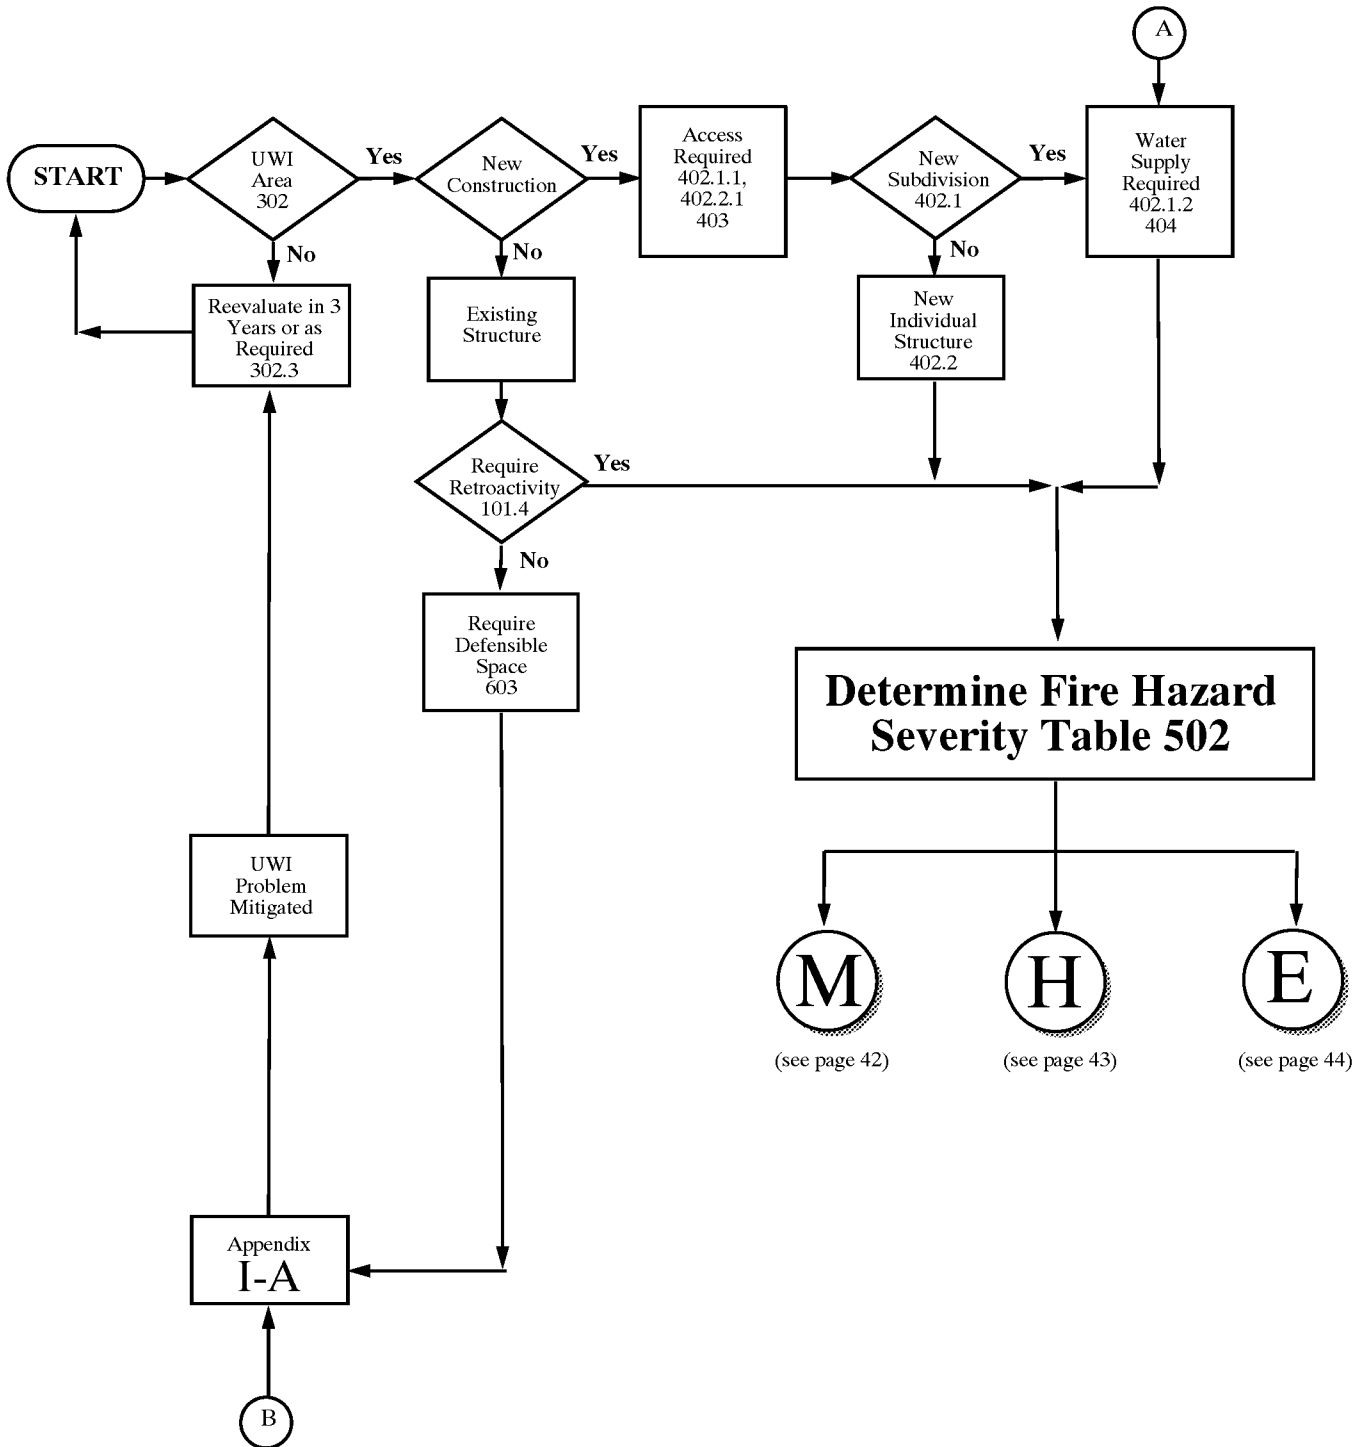 A
START
UWI
Area
302
Yes
New
Construction
Yes
Access
Required
402.1.1,
402.2.1
403
New
Subdivision
402.1
Yes
Water
Supply
Required
402.1.2
404
No
Reevaluate in 3
Years or as
Required
302.3
No
Existing
Structure
No
New
Individual
Structure
402.2
Require
Retroactivity
101.4
Yes
No
Require
Defensible
Space
603
Determine Fire Hazard
Severity Table 502
UWI
Problem
Mitigated
M
H
E
(see page 42)
(see page 43)
(see page 44)
Appendix
I-A
B